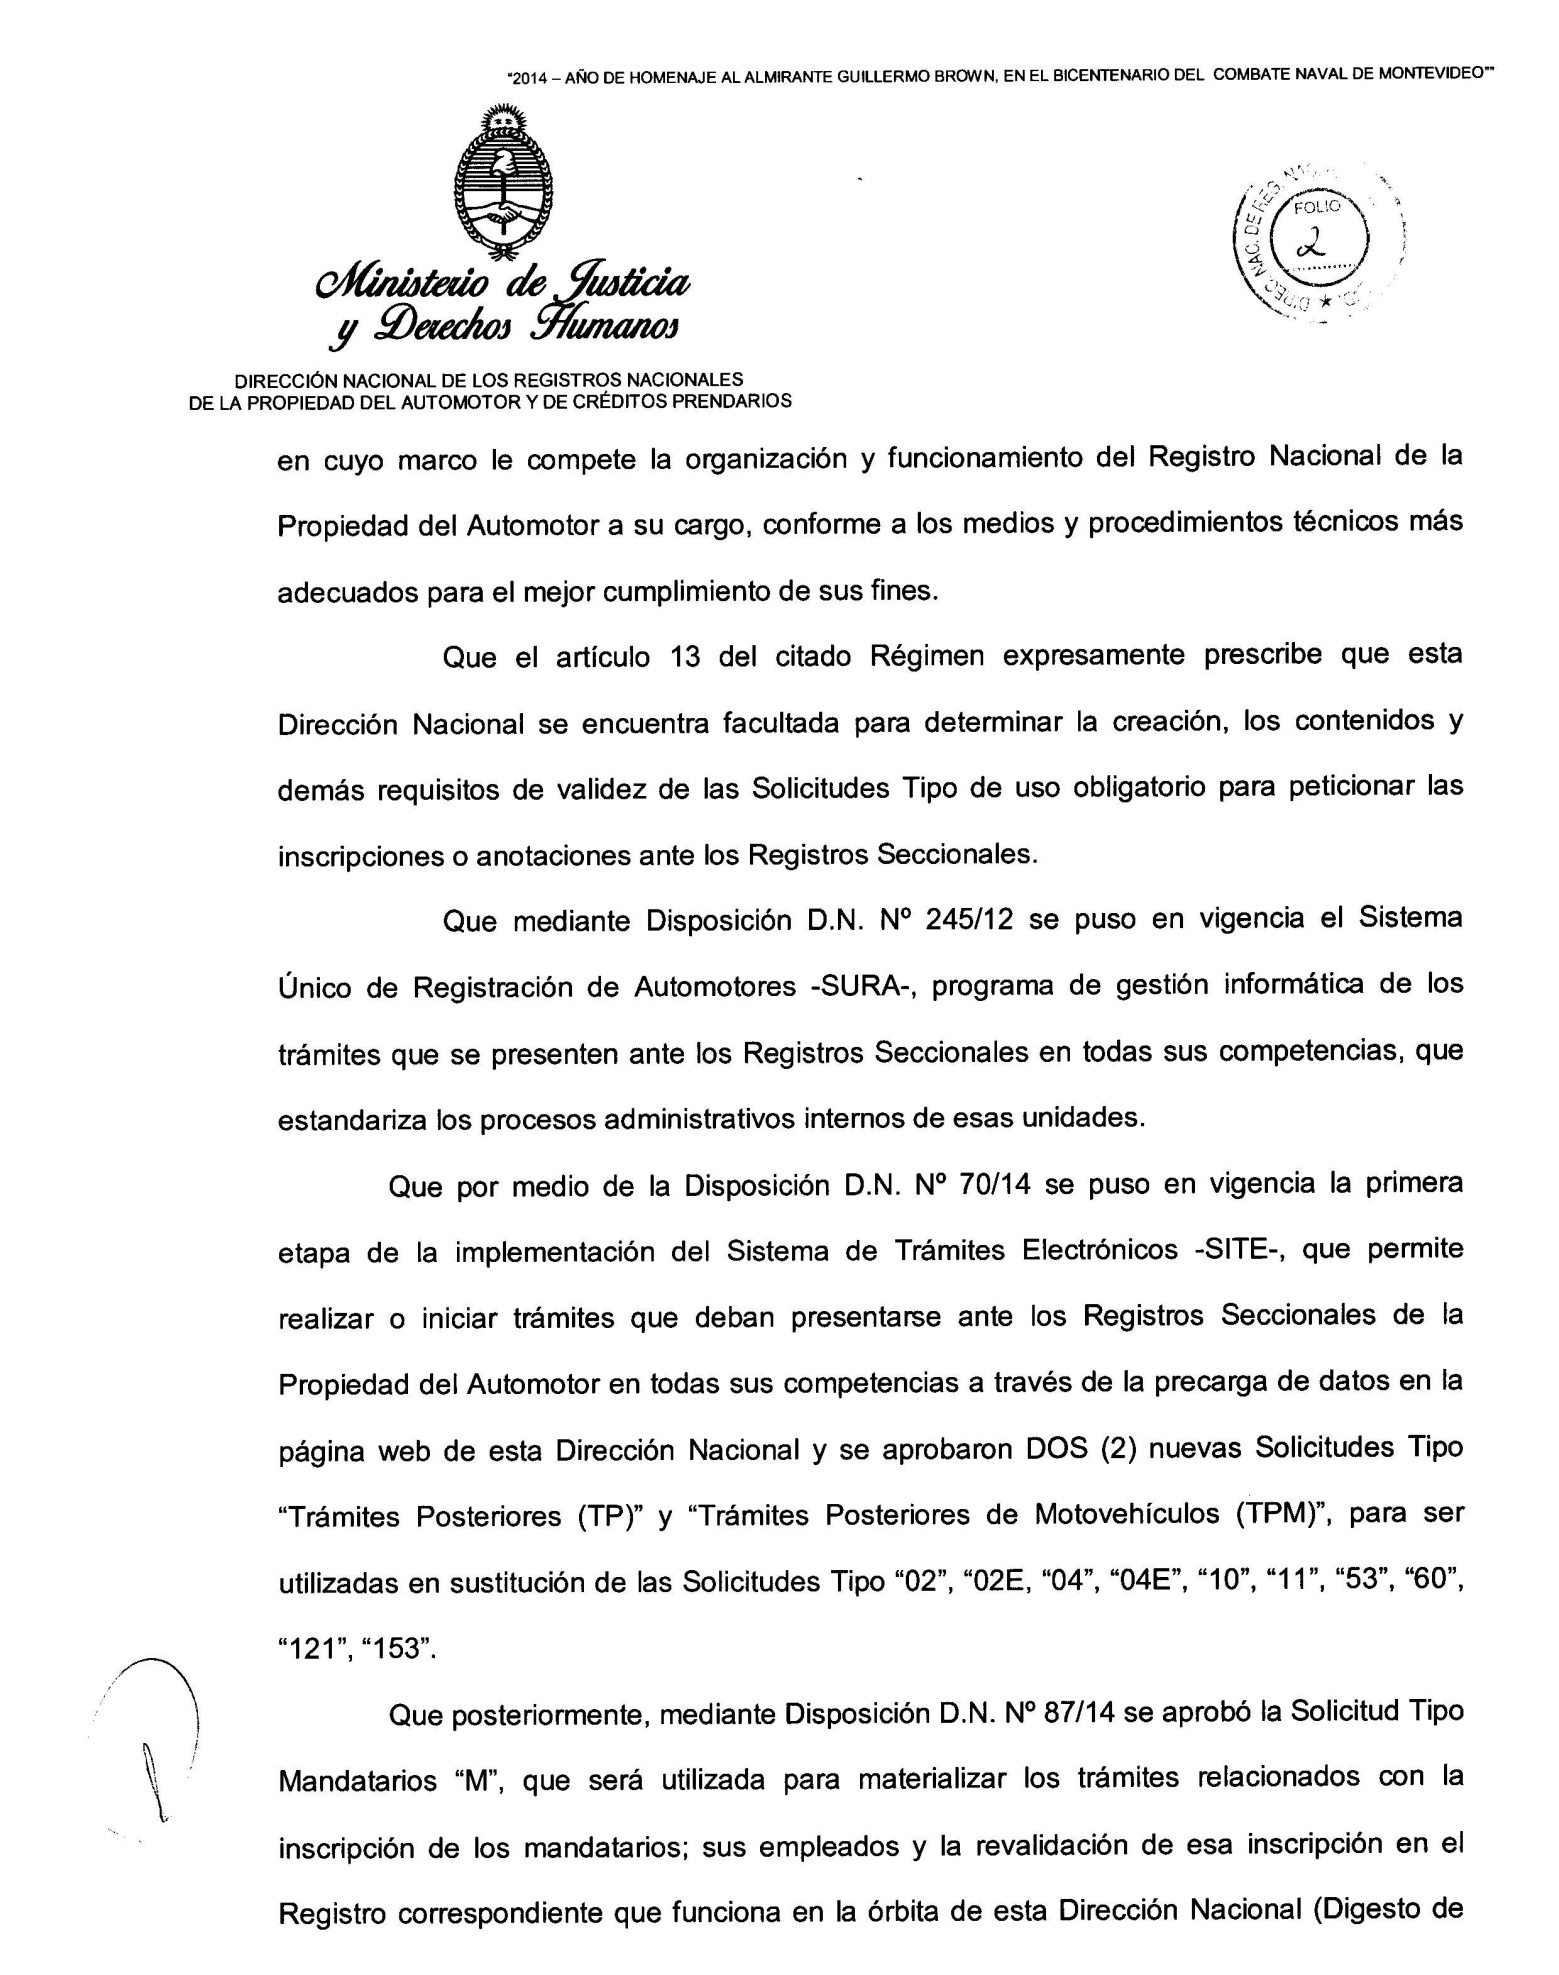 "2014 – AÑO DE HOMENAJE AL ALMIRANTE GUILLERMO BROWN, EN EL BICENTENARIO DEL COMBATE NAVAL DE MONTEVIDEO""
FOLIO
2
DIREC. NAC. DE REG.
Ministerio de Justicia
y Derechos Humanos
DIRECCIÓN NACIONAL DE LOS REGISTROS NACIONALES
DE LA PROPIEDAD DEL AUTOMOTOR Y DE CRÉDITOS PRENDARIOS
en cuyo marco le compete la organización y funcionamiento del Registro Nacional de la
Propiedad del Automotor a su cargo, conforme a los medios y procedimientos técnicos más
adecuados para el mejor cumplimiento de sus fines.
Que el artículo 13 del citado Régimen expresamente prescribe que esta
Dirección Nacional se encuentra facultada para determinar la creación, los contenidos y
demás requisitos de validez de las Solicitudes Tipo de uso obligatorio para peticionar las
inscripciones o anotaciones ante los Registros Seccionales.
Que mediante Disposición D.N. Nº 245/12 se puso en vigencia el Sistema
Único de Registración de Automotores -SURA-, programa de gestión informática de los
trámites que se presenten ante los Registros Seccionales en todas sus competencias, que
estandariza los procesos administrativos internos de esas unidades.
Que por medio de la Disposición D.N. Nº 70/14 se puso en vigencia la primera
etapa de la implementación del Sistema de Trámites Electrónicos -SITE-, que permite
realizar o iniciar trámites que deban presentarse ante los Registros Seccionales de la
Propiedad del Automotor en todas sus competencias a través de la precarga de datos en la
página web de esta Dirección Nacional y se aprobaron DOS (2) nuevas Solicitudes Tipo
“Trámites Posteriores (TP)” y “Trámites Posteriores de Motovehículos (TPM)”, para ser
utilizadas en sustitución de las Solicitudes Tipo “02”, “02E, “04”, “04E”, “10”, “11”, “53”, “60”,
“121”, “153”.
Que posteriormente, mediante Disposición D.N. Nº 87/14 se aprobó la Solicitud Tipo
Mandatarios “M”, que será utilizada para materializar los trámites relacionados con la
inscripción de los mandatarios; sus empleados y la revalidación de esa inscripción en el
Registro correspondiente que funciona en la órbita de esta Dirección Nacional (Digesto de